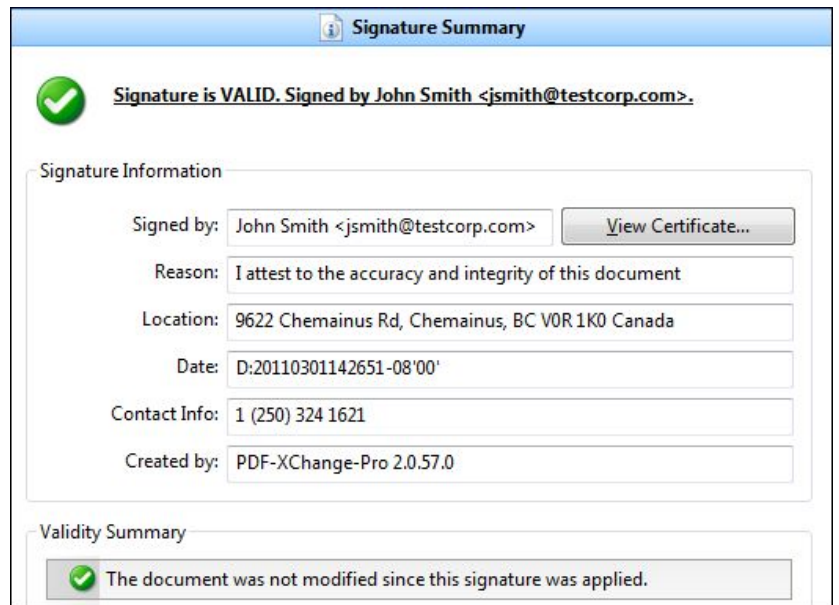 Signature Summary
Signature is VALID. Signed by John Smith <jsmith@testcorp.com>.
Signature Information
Signed by: John Smith <jsmith@testcorp.com> View Certificate...
Reason: I attest to the accuracy and integrity of this document
Location: 9622 Chemainus Rd, Chemainus, BC V0R 1K0 Canada
Date: D:20110301142651-08'00'
Contact Info: 1 (250) 324 1621
Created by: PDF-XChange-Pro 2.0.57.0
Validity Summary
The document was not modified since this signature was applied.